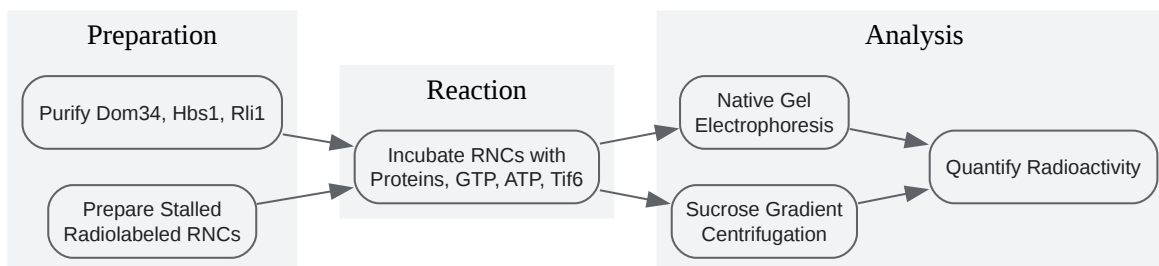 Preparation
Purify Dom34, Hbs1, Rli1
Prepare Stalled
Radiolabeled RNCs
Reaction
Incubate RNCs with
Proteins, GTP, ATP, Tif6
Analysis
Native Gel
Electrophoresis
Sucrose Gradient
Centrifugation
Quantify Radioactivity